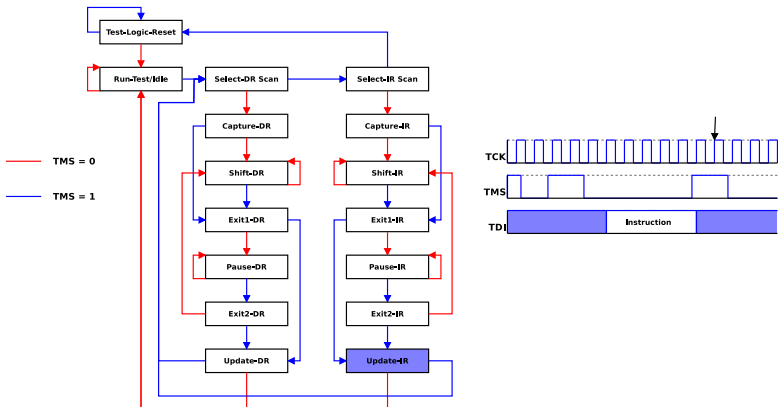 Test-Logic-Reset
Run-Test/Idle
Select-DR Scan
Select-IR Scan
Capture-DR
Capture-IR
TMS = 0
Shift-DR
Shift-IR
TMS = 1
Exit1-DR
Exit1-IR
Pause-DR
Pause-IR
Exit2-DR
Exit2-IR
Update-DR
Update-IR
TCK
TMS
TDI
Instruction